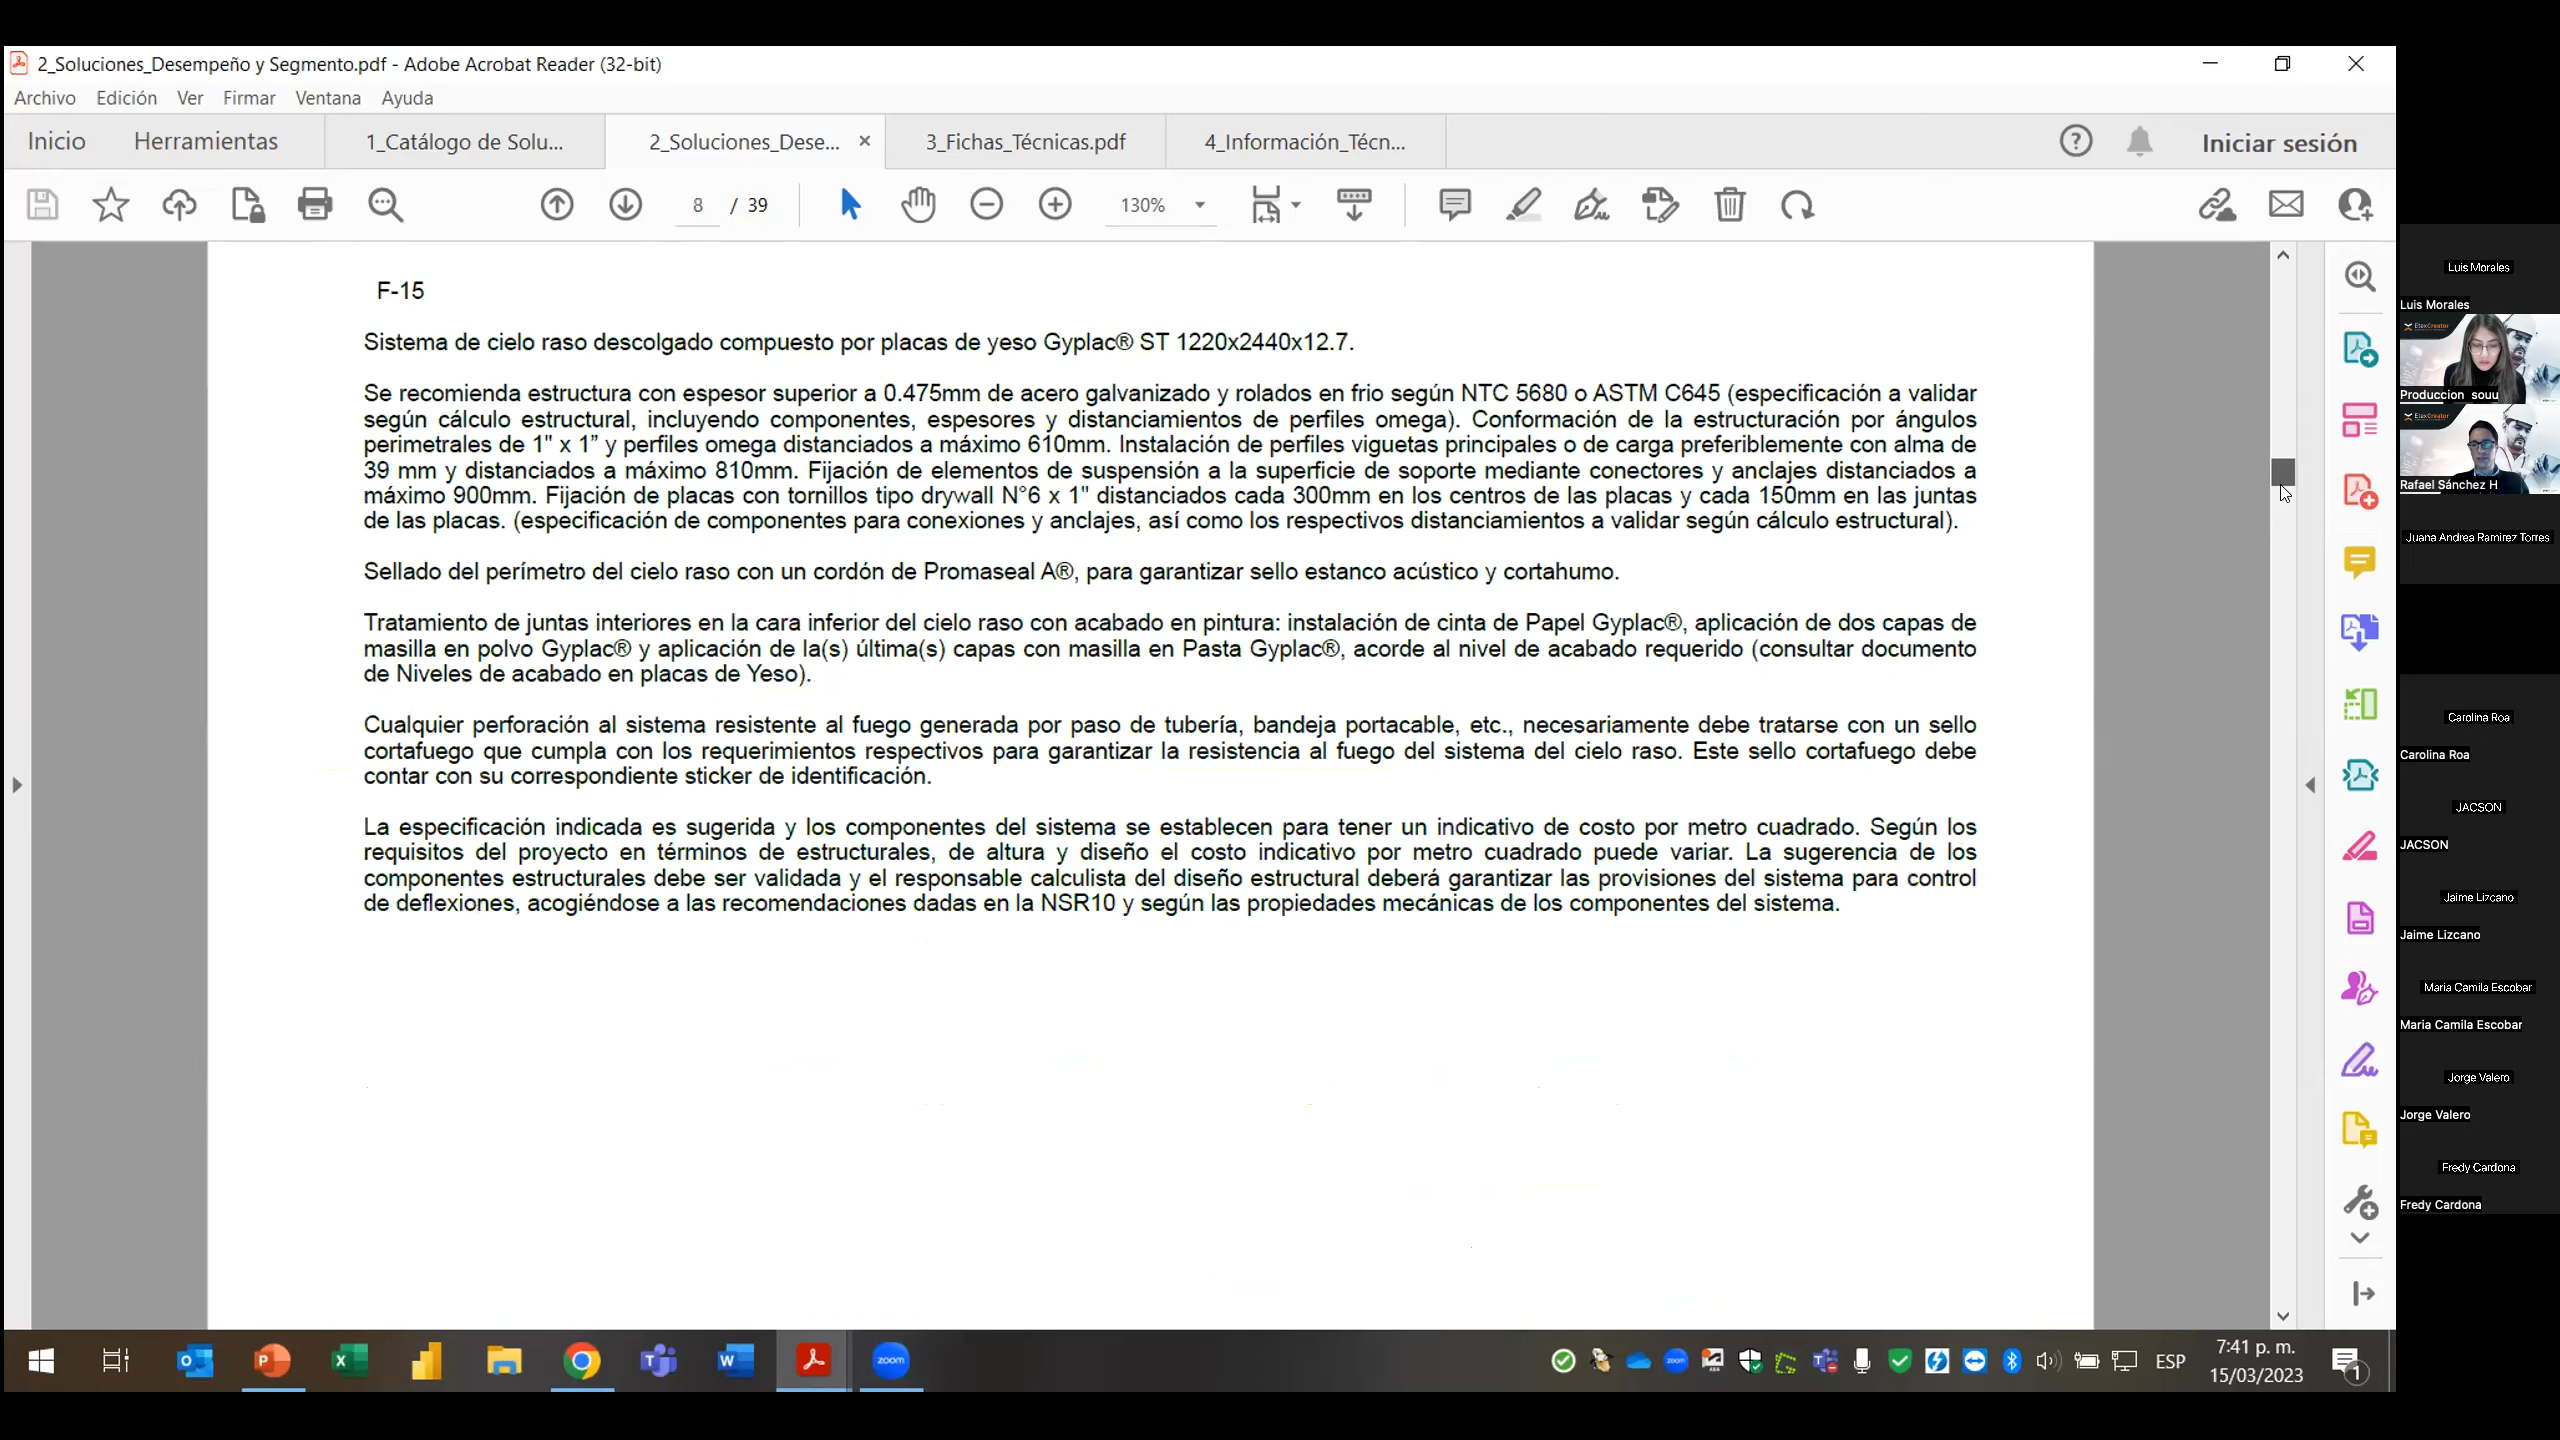 2_Soluciones_Desempeño y Segmento.pdf - Adobe Acrobat Reader (32-bit)
Archivo Edición Ver Firmar Ventana Ayuda
Inicio Herramientas 1_Catálogo de Solu... 2_Soluciones_Dese... 3_Fichas_Técnicas.pdf 4_Información_Técn... Iniciar sesión
8 / 39 130%
F-15
Sistema de cielo raso descolgado compuesto por placas de yeso Gyplac® ST 1220x2440x12.7.
Se recomienda estructura con espesor superior a 0.475mm de acero galvanizado y rolados en frio según NTC 5680 o ASTM C645 (especificación a validar
según cálculo estructural, incluyendo componentes, espesores y distanciamientos de perfiles omega). Conformación de la estructuración por ángulos
perimetrales de 1" x 1” y perfiles omega distanciados a máximo 610mm. Instalación de perfiles viguetas principales o de carga preferiblemente con alma de
39 mm y distanciados a máximo 810mm. Fijación de elementos de suspensión a la superficie de soporte mediante conectores y anclajes distanciados a
máximo 900mm. Fijación de placas con tornillos tipo drywall N°6 x 1" distanciados cada 300mm en los centros de las placas y cada 150mm en las juntas
de las placas. (especificación de componentes para conexiones y anclajes, así como los respectivos distanciamientos a validar según cálculo estructural).
Sellado del perímetro del cielo raso con un cordón de Promaseal A®, para garantizar sello estanco acústico y cortahumo.
Tratamiento de juntas interiores en la cara inferior del cielo raso con acabado en pintura: instalación de cinta de Papel Gyplac®, aplicación de dos capas de
masilla en polvo Gyplac® y aplicación de la(s) última(s) capas con masilla en Pasta Gyplac®, acorde al nivel de acabado requerido (consultar documento
de Niveles de acabado en placas de Yeso).
Cualquier perforación al sistema resistente al fuego generada por paso de tubería, bandeja portacable, etc., necesariamente debe tratarse con un sello
cortafuego que cumpla con los requerimientos respectivos para garantizar la resistencia al fuego del sistema del cielo raso. Este sello cortafuego debe
contar con su correspondiente sticker de identificación.
La especificación indicada es sugerida y los componentes del sistema se establecen para tener un indicativo de costo por metro cuadrado. Según los
requisitos del proyecto en términos de estructurales, de altura y diseño el costo indicativo por metro cuadrado puede variar. La sugerencia de los
componentes estructurales debe ser validada y el responsable calculista del diseño estructural deberá garantizar las provisiones del sistema para control
de deflexiones, acogiéndose a las recomendaciones dadas en la NSR10 y según las propiedades mecánicas de los componentes del sistema.
Luis Morales
Luis Morales
EtexCreator
Produccion_souu
EtexCreator
Rafael Sánchez H
Juana Andrea Ramirez Torres
Carolina Roa
Carolina Roa
JACSON
JACSON
Jaime Lizcano
Jaime Lizcano
Maria Camila Escobar
Maria Camila Escobar
Jorge Valero
Jorge Valero
Fredy Cardona
Fredy Cardona
zoom
ESP
7:41 p. m.
15/03/2023
1